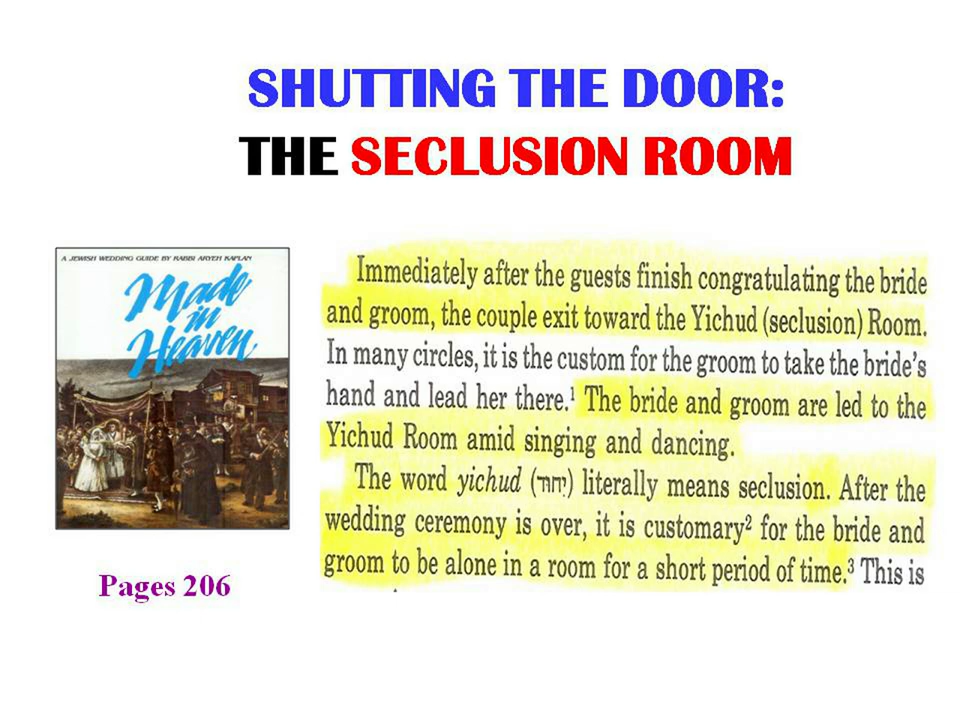 SHUTTING THE DOOR:
THE SECLUSION ROOM
A JEWISH WEDDING GUIDE BY RABBI ARYEH KAPLAN
Made
in
Heaven
Pages 206
Immediately after the guests finish congratulating the bride
and groom, the couple exit toward the Yichud (seclusion) Room.
In many circles, it is the custom for the groom to take the bride's
hand and lead her there.¹ The bride and groom are led to the
Yichud Room amid singing and dancing.
The word yichud (יחוד) literally means seclusion. After the
wedding ceremony is over, it is customary² for the bride and
groom to be alone in a room for a short period of time.³ This is